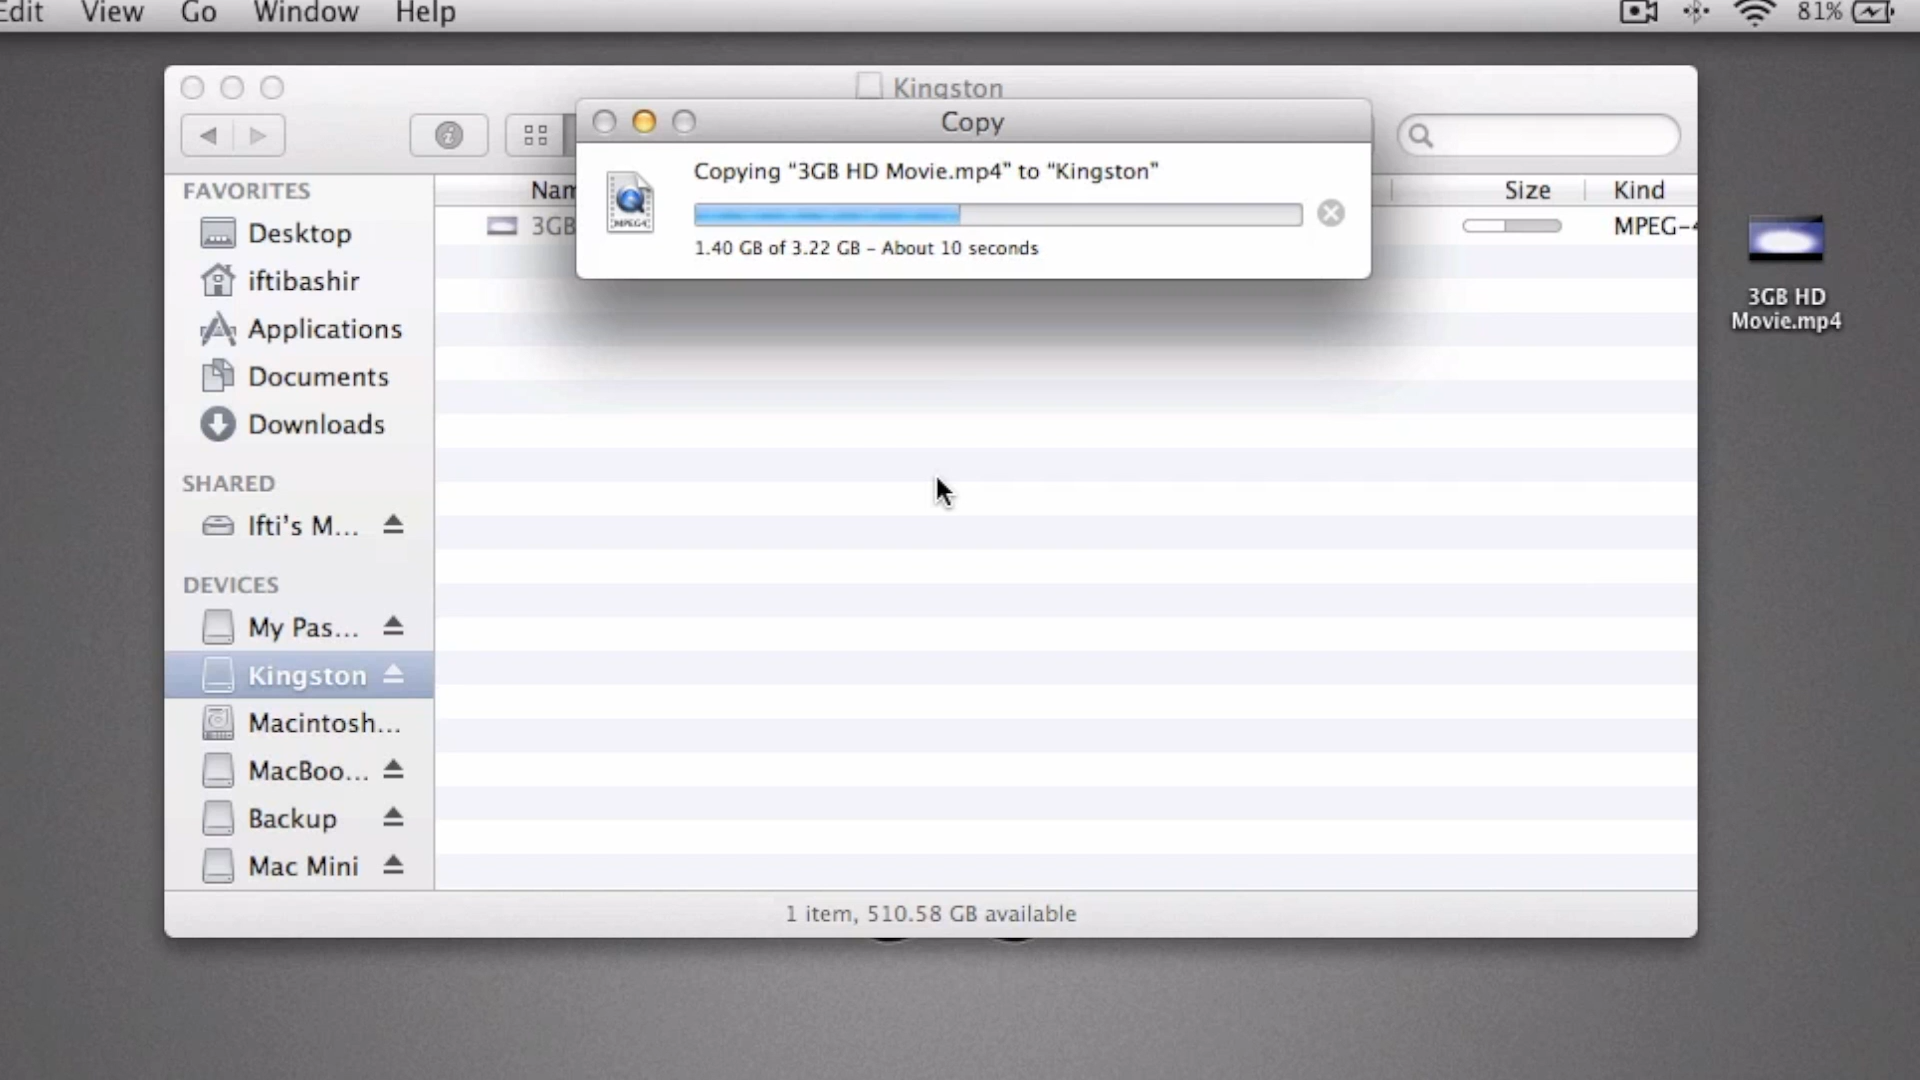 Edit View Go Window Help 81%
Kingston
Copy
Copying “3GB HD Movie.mp4” to “Kingston”
MPEG4
1.40 GB of 3.22 GB – About 10 seconds
Size Kind
3GB MPEG-4
FAVORITES
Desktop
iftibashir
Applications
Documents
Downloads
SHARED
Ifti’s M...
DEVICES
My Pas...
Kingston
Macintosh...
MacBoo...
Backup
Mac Mini
1 item, 510.58 GB available
3GB HD
Movie.mp4